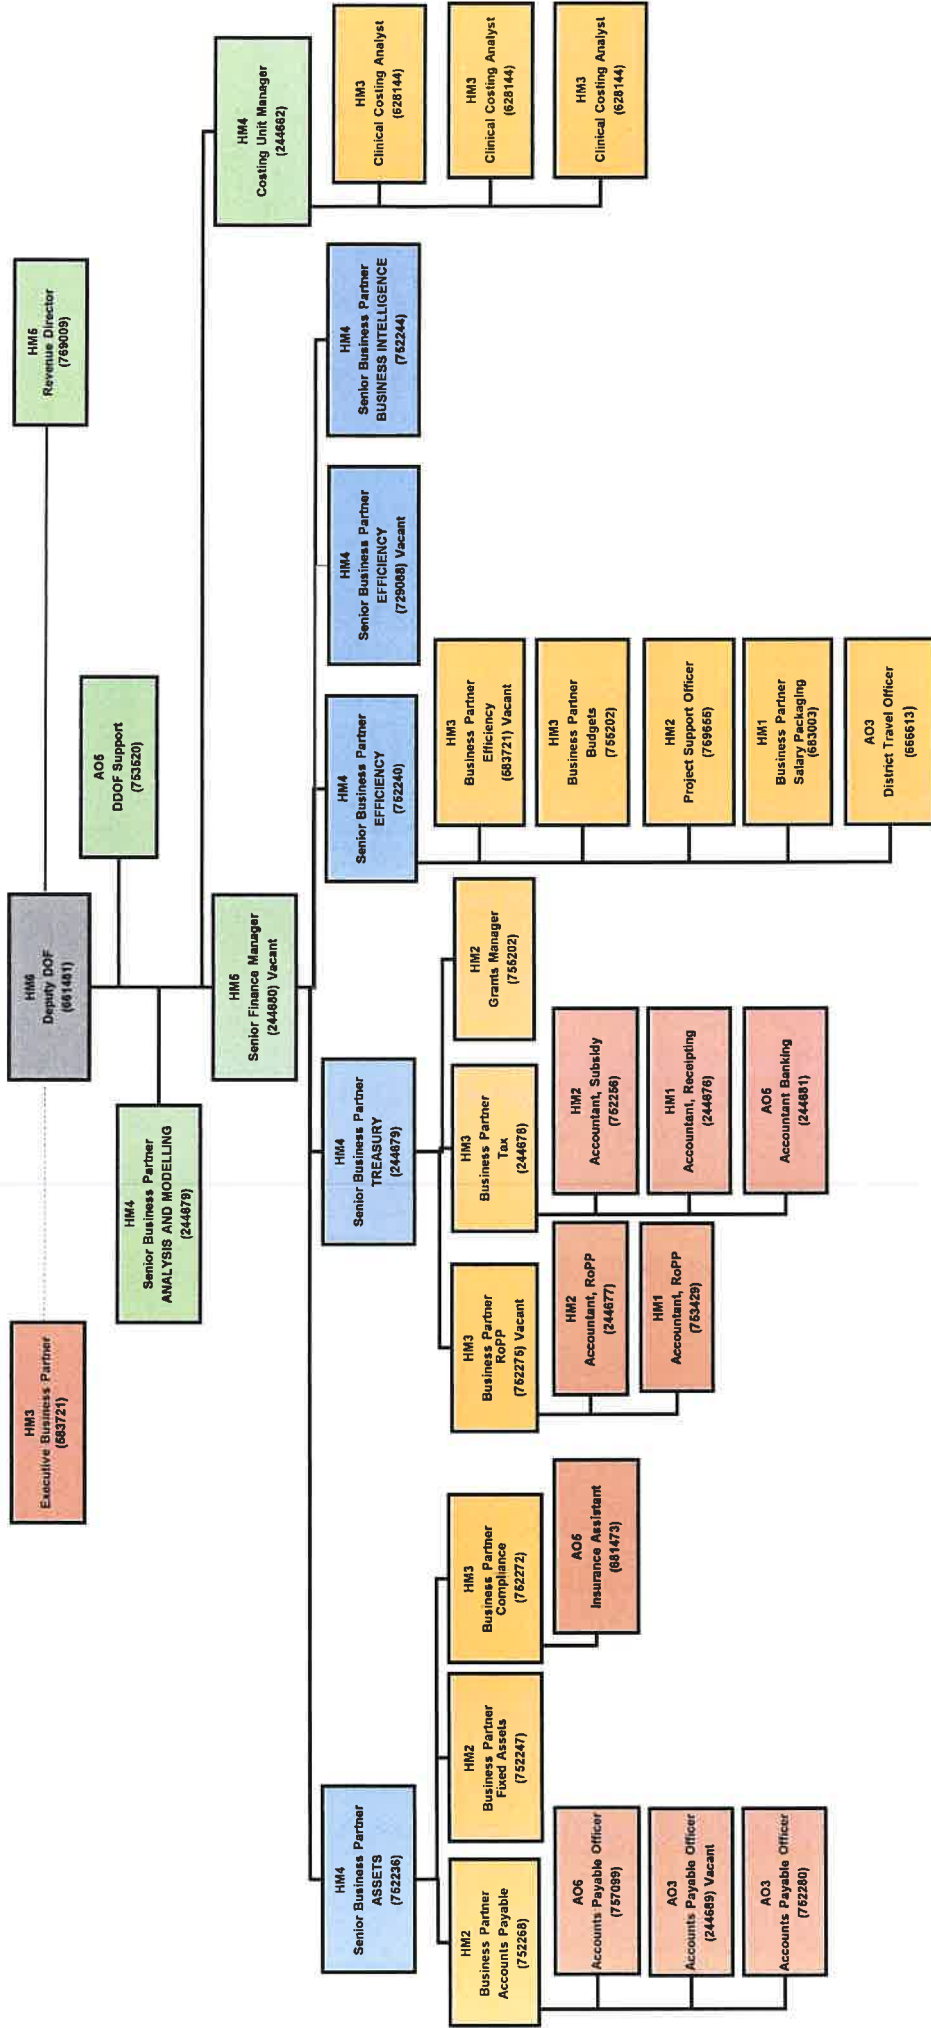 HM3
Executive Business Partner
(583721)
HM6
Deputy DOF
(661481)
HM5
Revenue Director
(769009)
AO5
DDOF Support
(753520)
HM4
Senior Business Partner
ANALYSIS AND MODELLING
(244679)
HM5
Senior Finance Manager
(244680) Vacant
HM4
Costing Unit Manager
(244682)
HM3
Clinical Costing Analyst
(628144)
HM3
Clinical Costing Analyst
(628144)
HM3
Clinical Costing Analyst
(628144)
HM4
Senior Business Partner
ASSETS
(752236)
HM4
Senior Business Partner
TREASURY
(244679)
HM4
Senior Business Partner
EFFICIENCY
(752240)
HM4
Senior Business Partner
EFFICIENCY
(729088) Vacant
HM4
Senior Business Partner
BUSINESS INTELLIGENCE
(752244)
HM2
Business Partner
Accounts Payable
(752268)
HM2
Business Partner
Fixed Assets
(752247)
HM3
Business Partner
Compliance
(752272)
AO6
Accounts Payable Officer
(757099)
AO3
Accounts Payable Officer
(244689) Vacant
AO3
Accounts Payable Officer
(752280)
AO5
Insurance Assistant
(681473)
HM3
Business Partner
RoPP
(752275) Vacant
HM3
Business Partner
Tax
(244678)
HM2
Grants Manager
(755202)
HM2
Accountant, RoPP
(244677)
HM1
Accountant, RoPP
(753429)
HM2
Accountant, Subsidy
(752256)
HM1
Accountant, Receipting
(244676)
AO5
Accountant Banking
(244681)
HM3
Business Partner
Efficiency
(583721) Vacant
HM3
Business Partner
Budgets
(755202)
HM2
Project Support Officer
(769655)
HM1
Business Partner
Salary Packaging
(683003)
AO3
District Travel Officer
(666613)